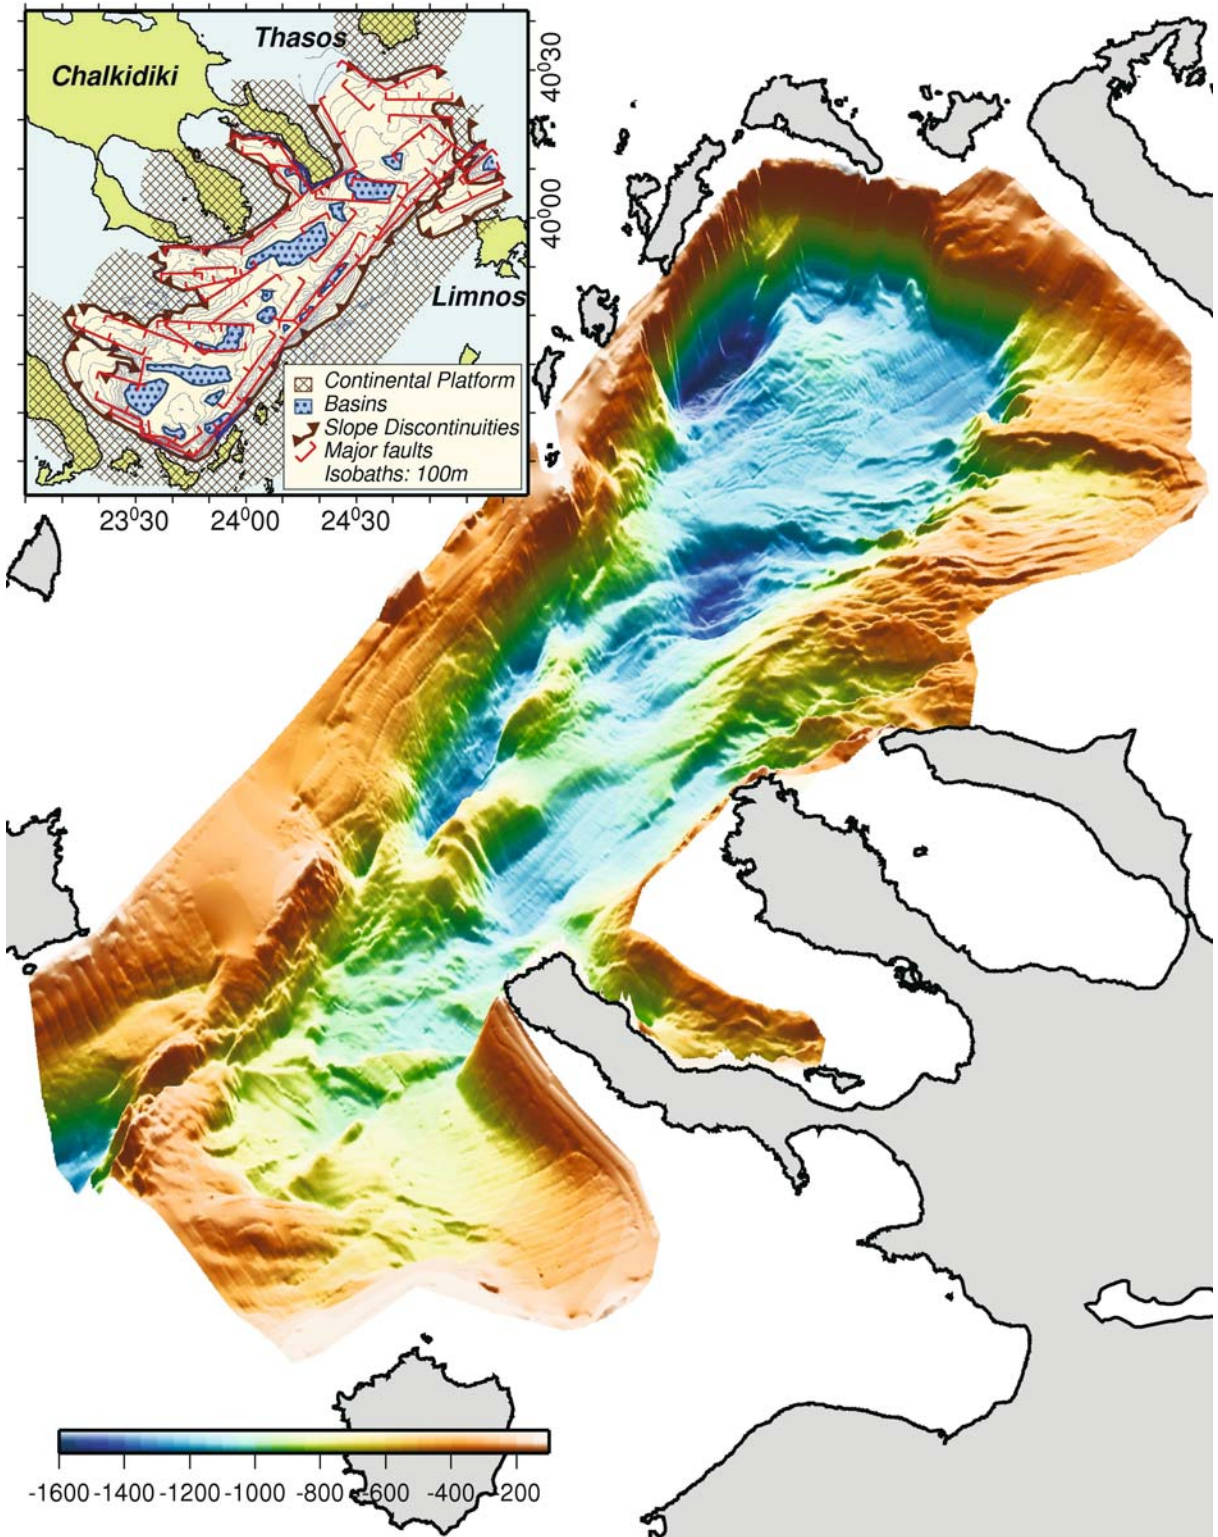 Thasos
Chalkidiki
Limnos
40°30
40°00
Continental Platform
Basins
Slope Discontinuities
Major faults
Isobaths: 100m
23°30 24°00 24°30
-1600 -1400 -1200 -1000 -800 -600 -400 -200